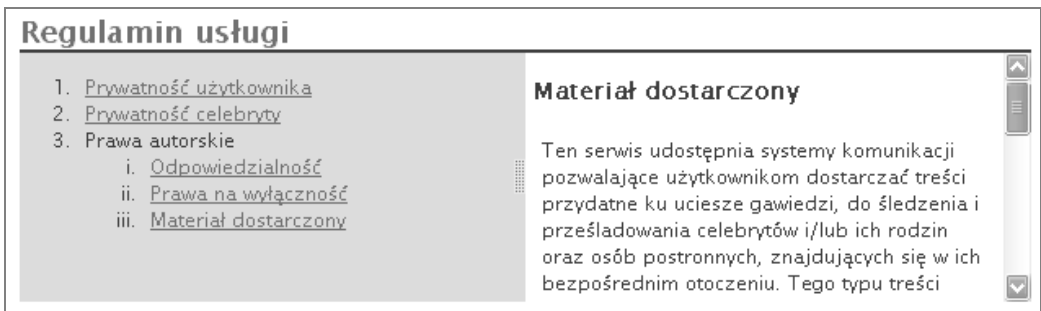 Regulamin usługi
1. Prywatność użytkownika
2. Prywatność celebryty
3. Prawa autorskie
i. Odpowiedzialność
ii. Prawa na wyłączność
iii. Materiał dostarczony
Materiał dostarczony
Ten serwis udostępnia systemy komunikacji
pozwalające użytkownikom dostarczać treści
przydatne ku uciesze gawiedzi, do śledzenia i
prześladowania celebrytów i/lub ich rodzin
oraz osób postronnych, znajdujących się w ich
bezpośrednim otoczeniu. Tego typu treści